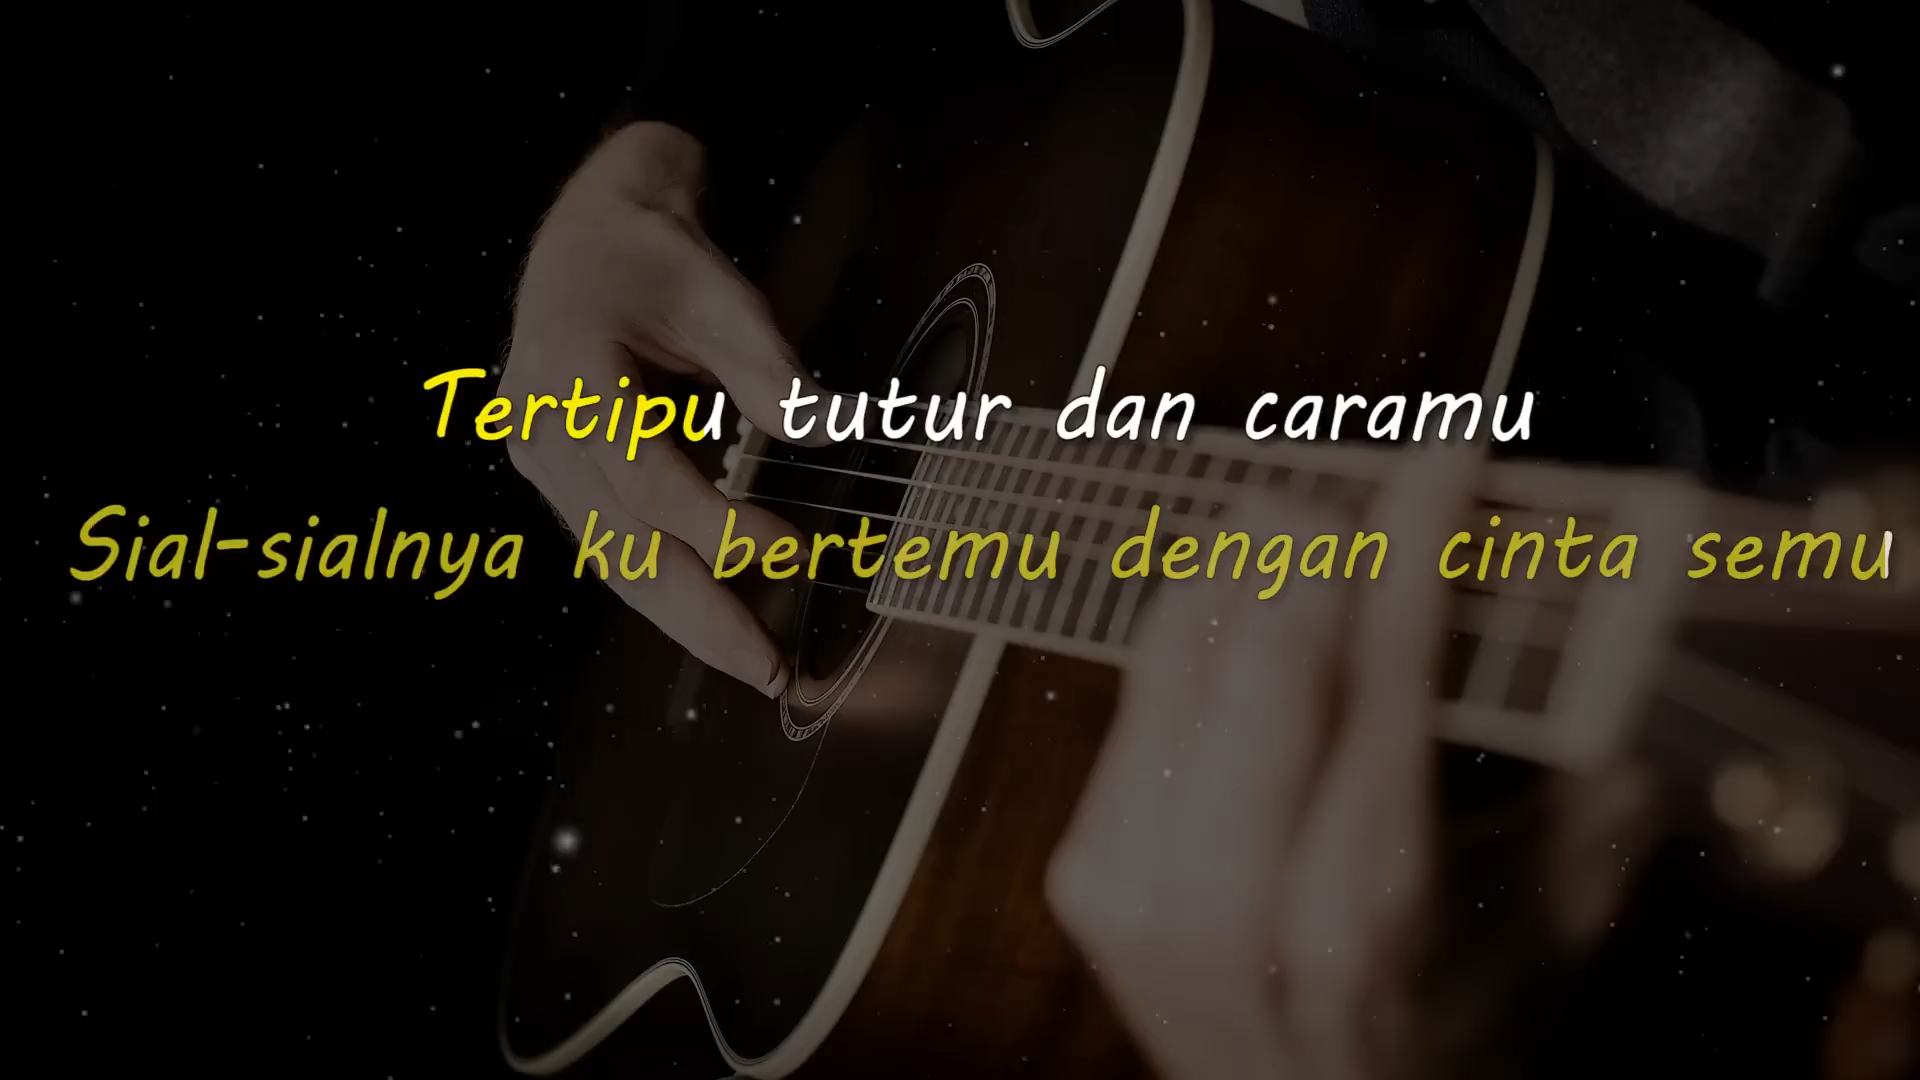 Tertipu tutur dan caramu
Sial-sialnya ku bertemu dengan cinta semu